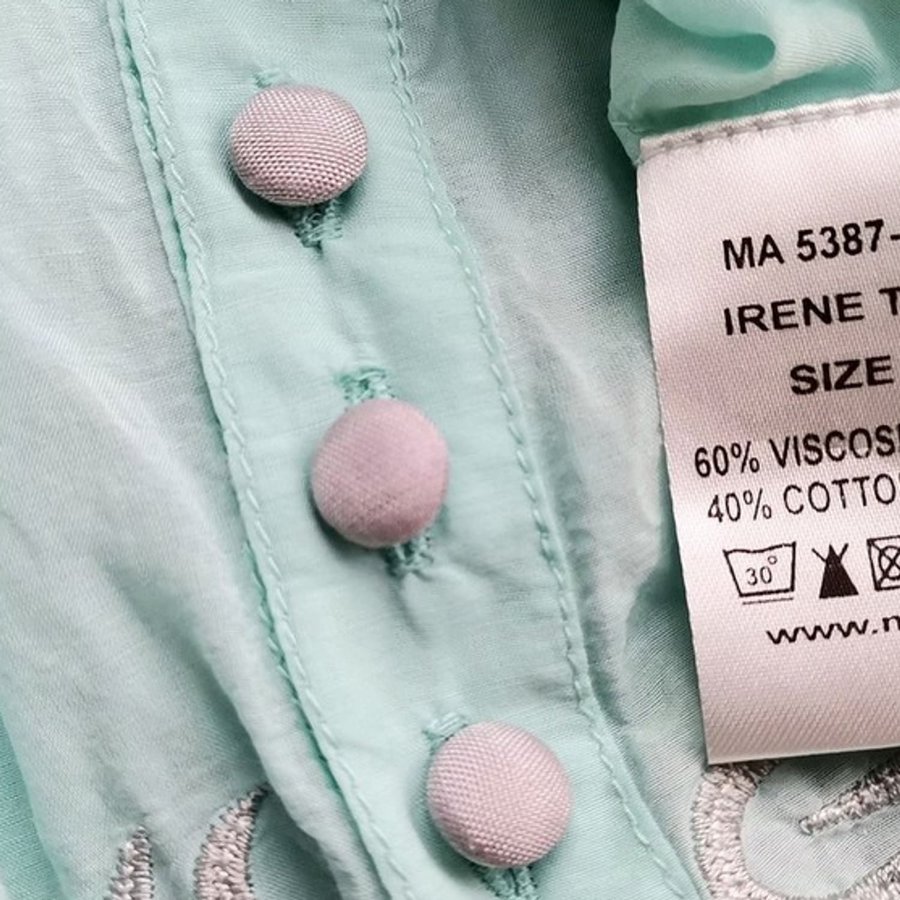 MA 5387-
IRENE T
SIZE
60% VISCOS
40% COTTO
30°
www.